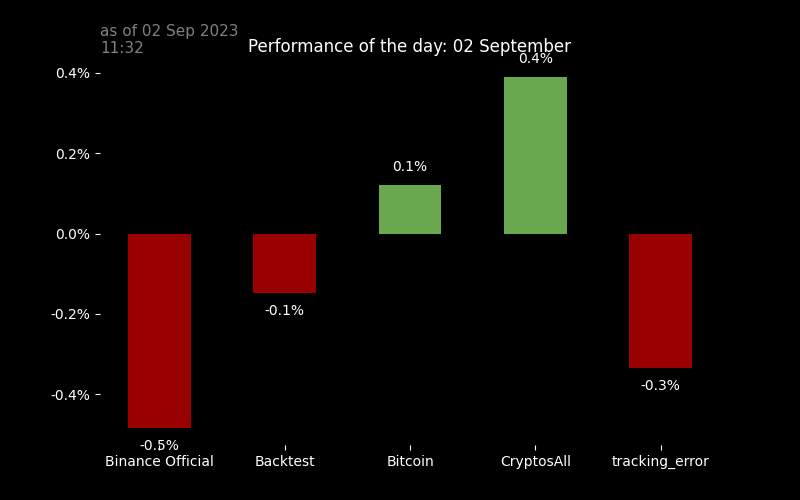 as of 02 Sep 2023
11:32
Performance of the day: 02 September
0.4%
0.4%
0.2%
0.1%
0.0%
-0.2%
-0.1%
-0.4%
-0.3%
-0.5%
Binance Official
Backtest
Bitcoin
CryptosAll
tracking_error